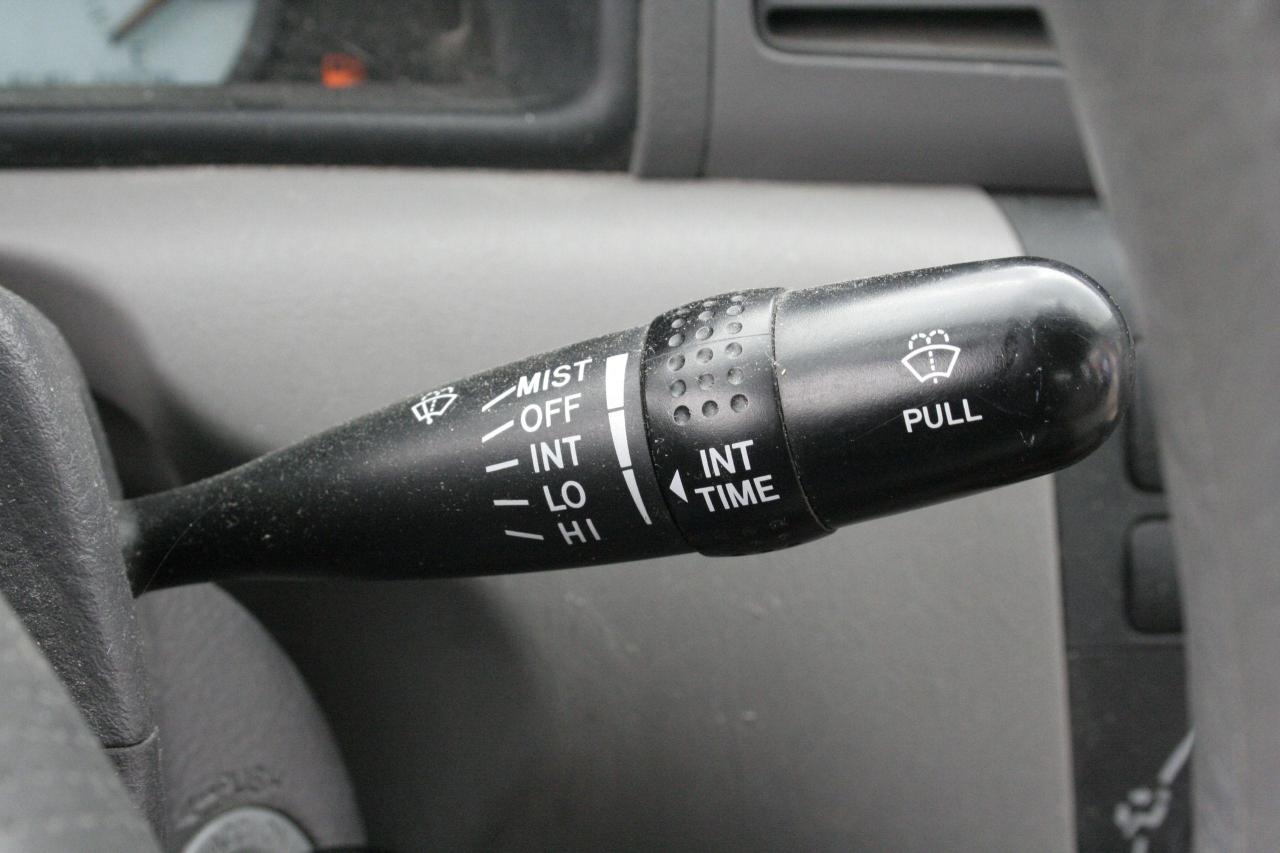 MIST
OFF
INT
LO
HI
INT
TIME
PULL